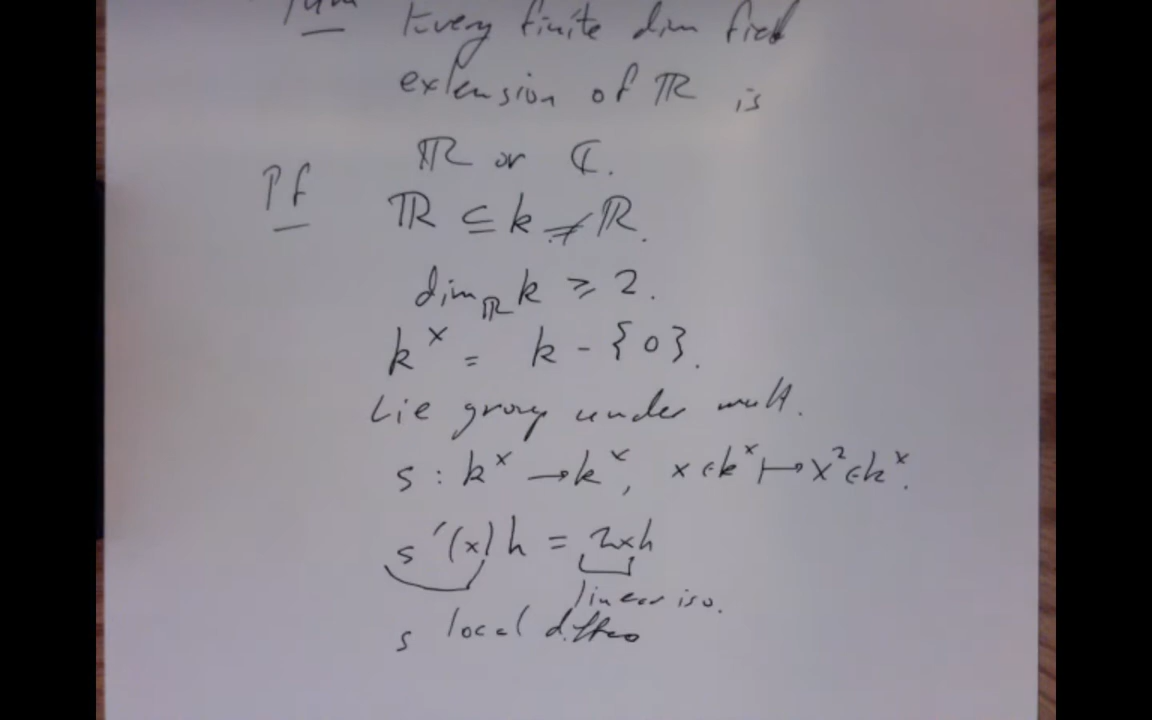 Thm Every finite dim field
extension of ℝ is
ℝ or ℂ.
Pf ℝ ⊆ k ≠ ℝ.
dim_ℝ k ≥ 2.
k^× = k - {0}.
Lie group under mult.
s : k^× → k^×, x ∈ k^× ↦ x² ∈ k^×.
s'(x) h = 2xh
linear iso.
s local diffeo